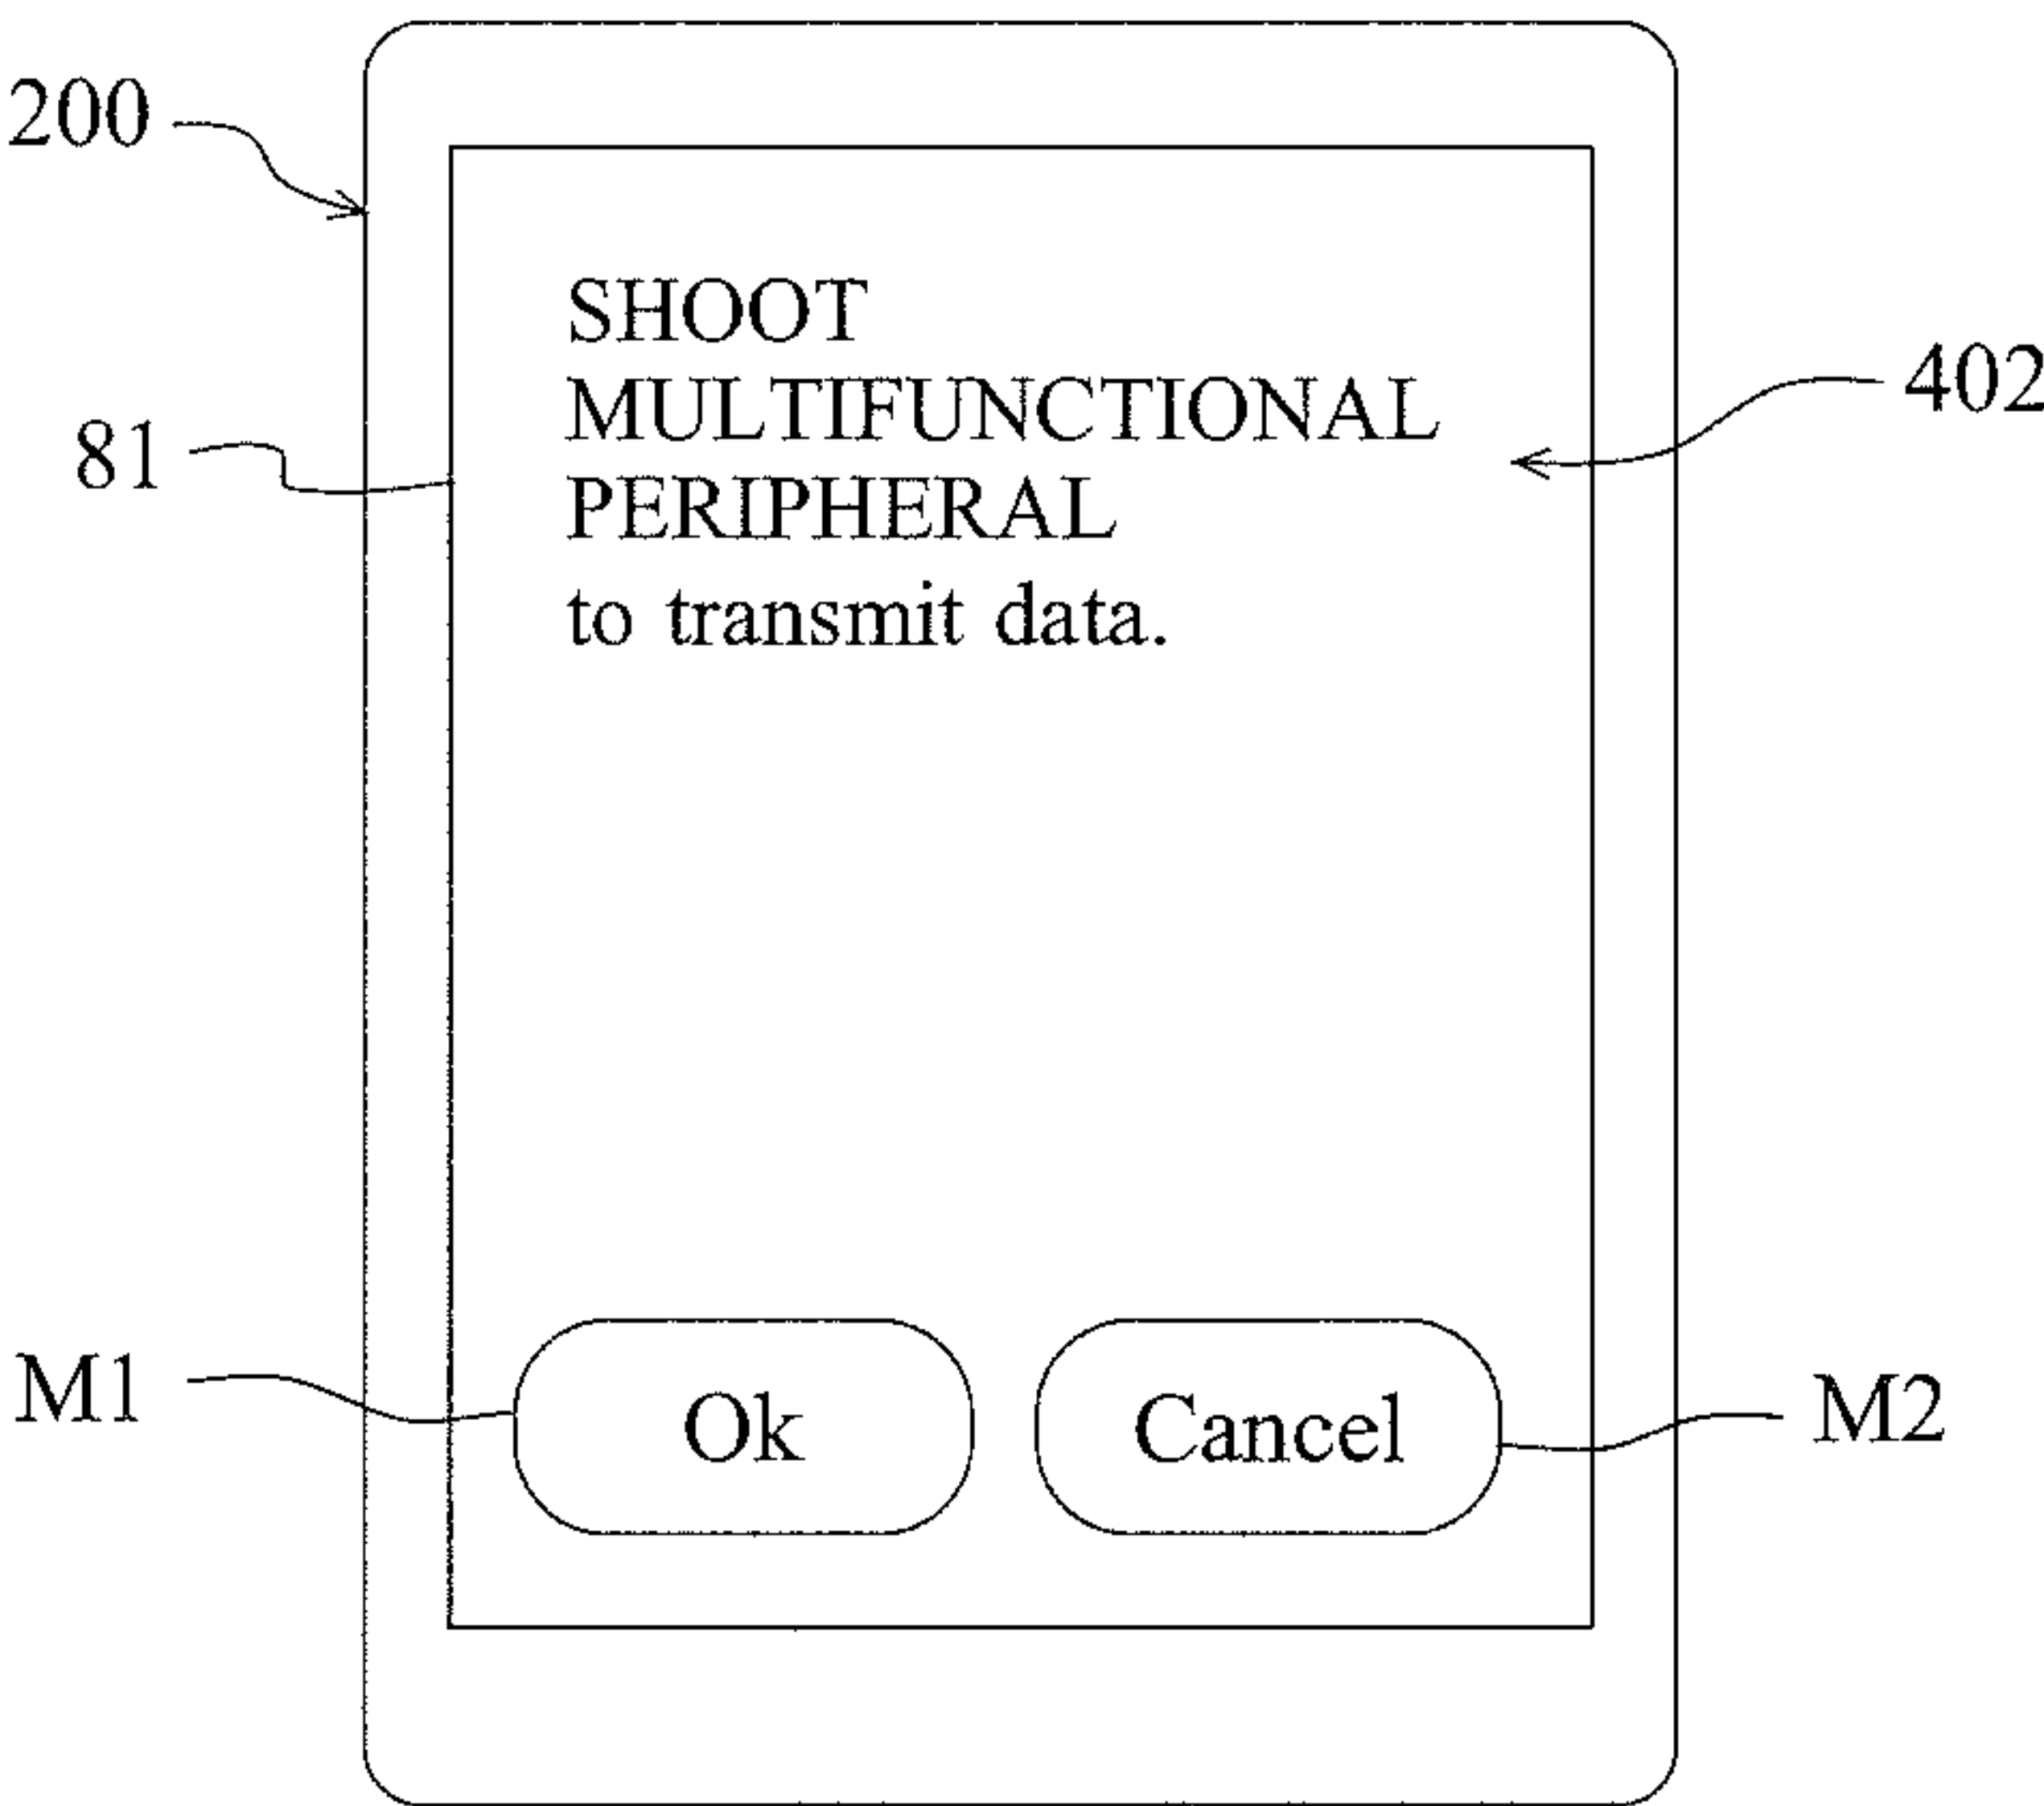 200
SHOOT
MULTIFUNCTIONAL
PERIPHERAL
to transmit data.
402
81
M1
Ok
Cancel
M2